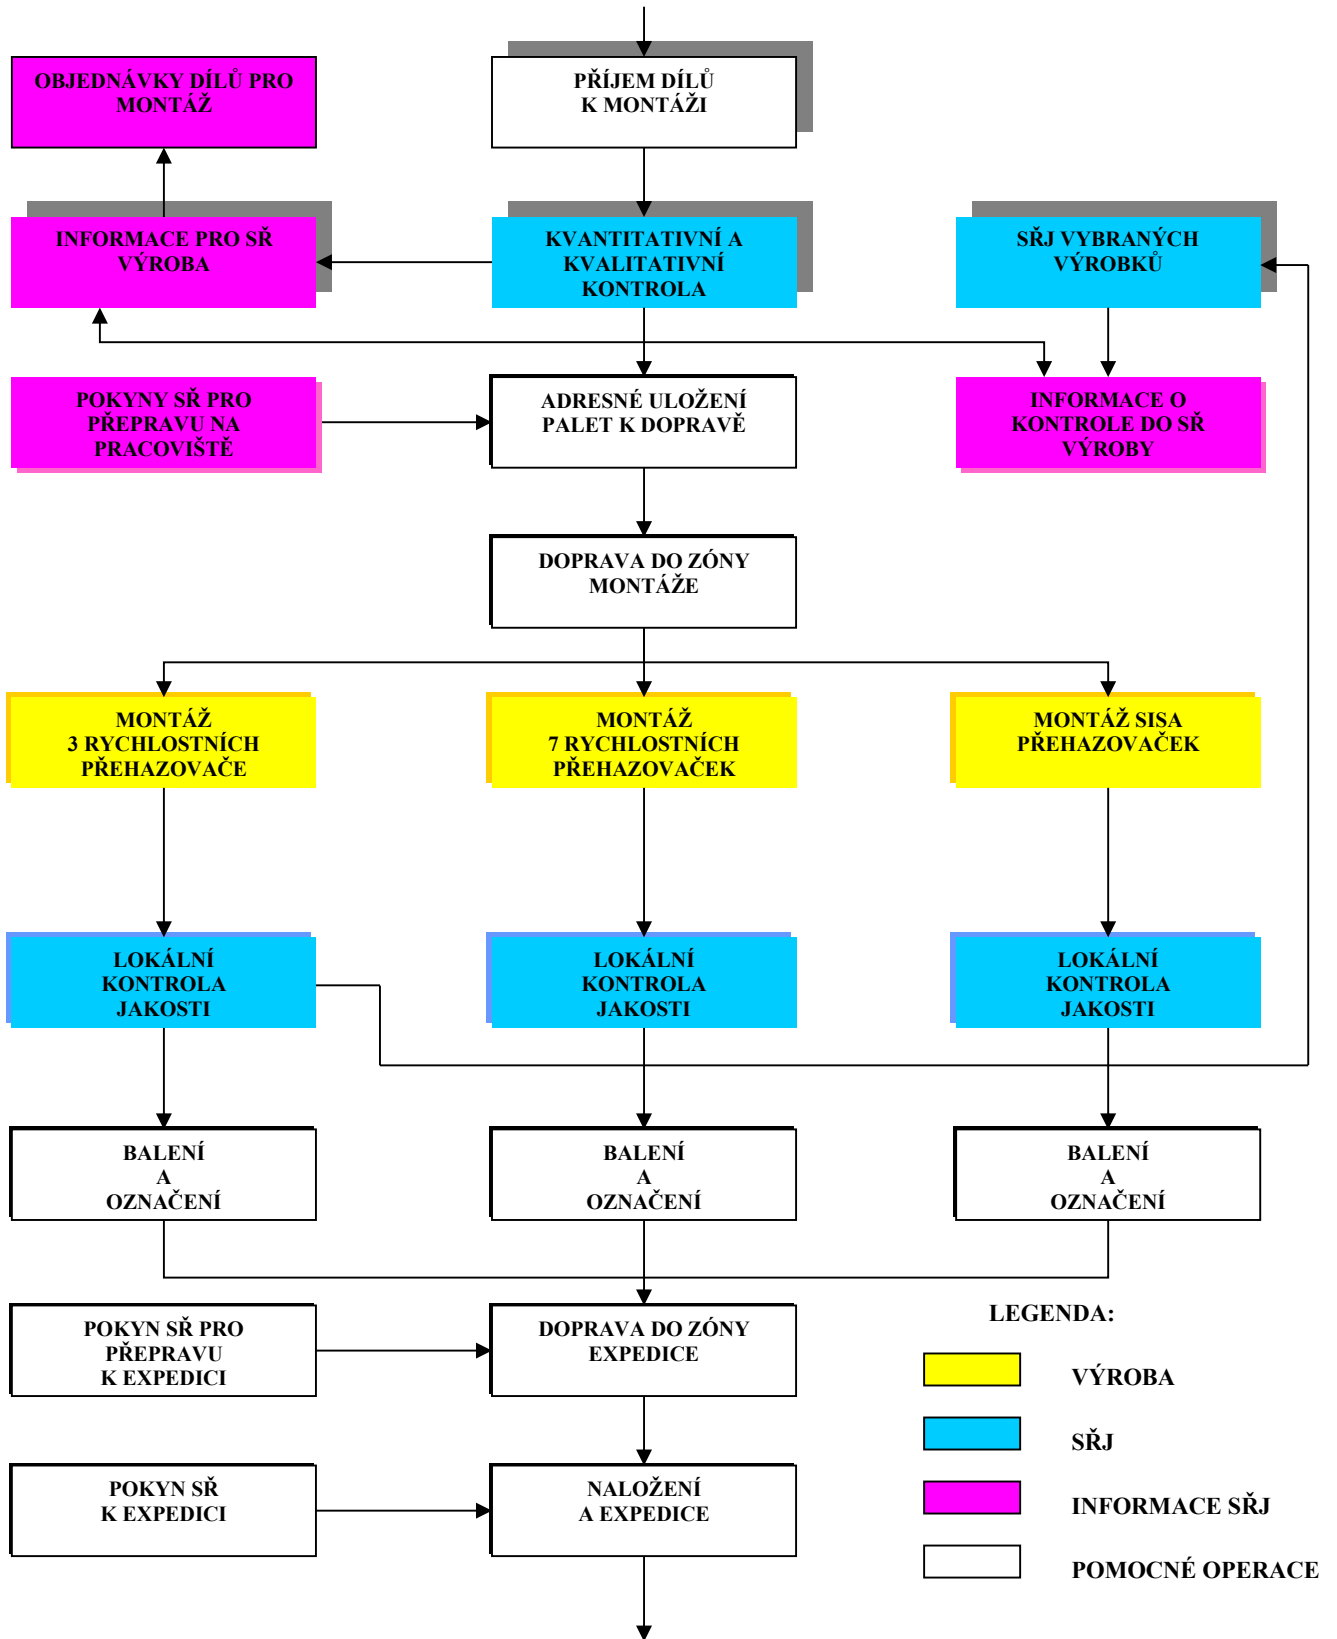 OBJEDNÁVKY DÍLŮ PRO
MONTÁŽ
PŘÍJEM DÍLŮ
K MONTÁŽI
INFORMACE PRO SŘ
VÝROBA
KVANTITATIVNÍ A
KVALITATIVNÍ
KONTROLA
SŘJ VYBRANÝCH
VÝROBKŮ
POKYNY SŘ PRO
PŘEPRAVU NA
PRACOVIŠTĚ
ADRESNÉ ULOŽENÍ
PALET K DOPRAVĚ
INFORMACE O
KONTROLE DO SŘ
VÝROBY
DOPRAVA DO ZÓNY
MONTÁŽE
MONTÁŽ
3 RYCHLOSTNÍCH
PŘEHAZOVAČE
MONTÁŽ
7 RYCHLOSTNÍCH
PŘEHAZOVAČEK
MONTÁŽ SISA
PŘEHAZOVAČEK
LOKÁLNÍ
KONTROLA
JAKOSTI
LOKÁLNÍ
KONTROLA
JAKOSTI
LOKÁLNÍ
KONTROLA
JAKOSTI
BALENÍ
A
OZNAČENÍ
BALENÍ
A
OZNAČENÍ
BALENÍ
A
OZNAČENÍ
POKYN SŘ PRO
PŘEPRAVU
K EXPEDICI
DOPRAVA DO ZÓNY
EXPEDICE
POKYN SŘ
K EXPEDICI
NALOŽENÍ
A EXPEDICE
LEGENDA:
VÝROBA
SŘJ
INFORMACE SŘJ
POMOCNÉ OPERACE